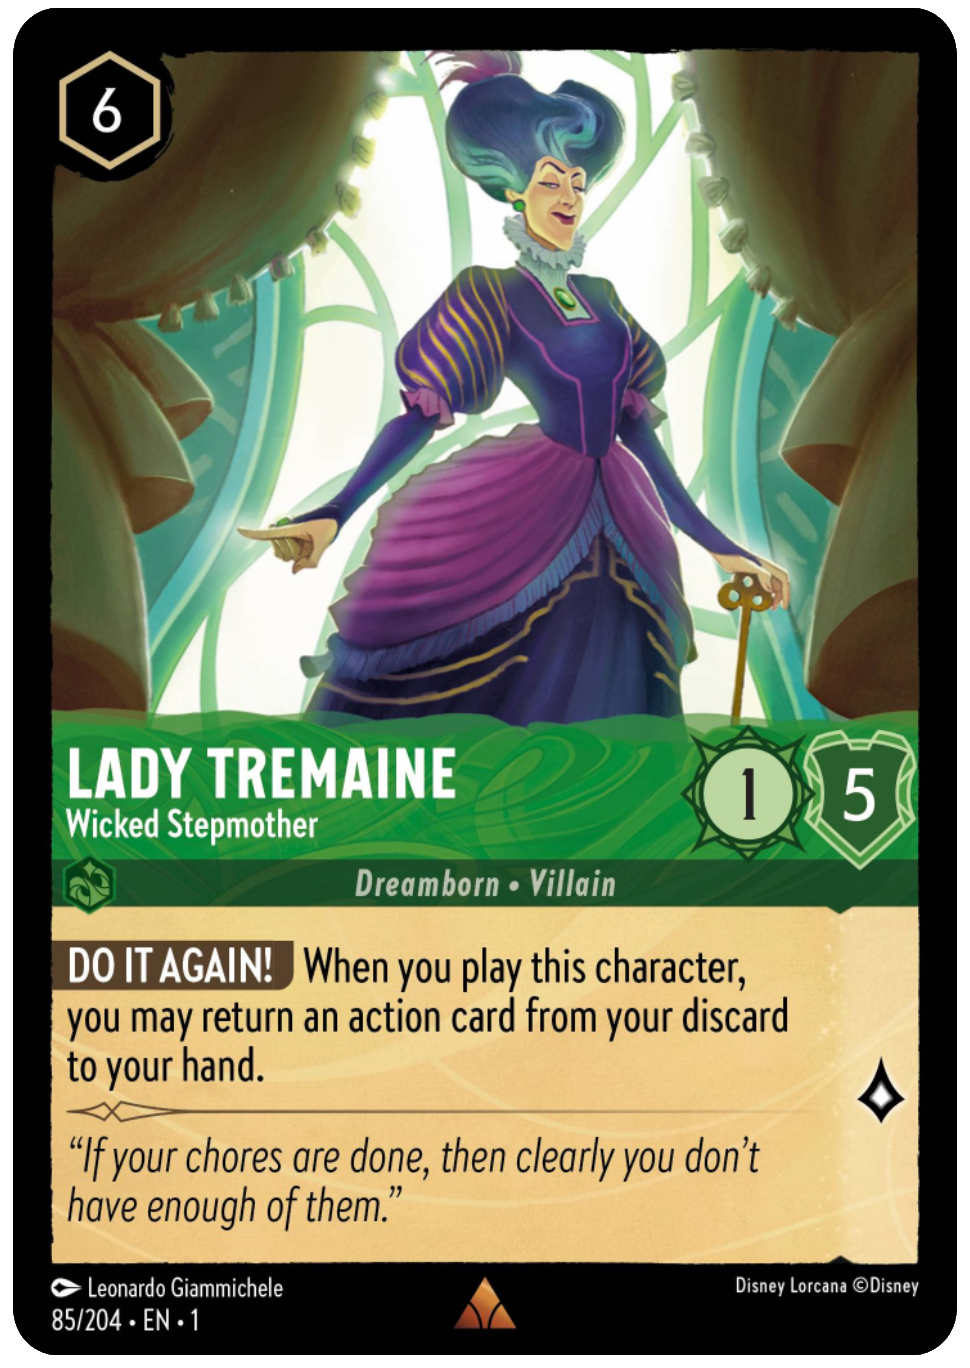 6
LADY TREMAINE
Wicked Stepmother
1
5
Dreamborn • Villain
DO IT AGAIN! When you play this character,
you may return an action card from your discard
to your hand.
“If your chores are done, then clearly you don’t
have enough of them.”
Leonardo Giammichele
Disney Lorcana ©Disney
85/204 • EN • 1